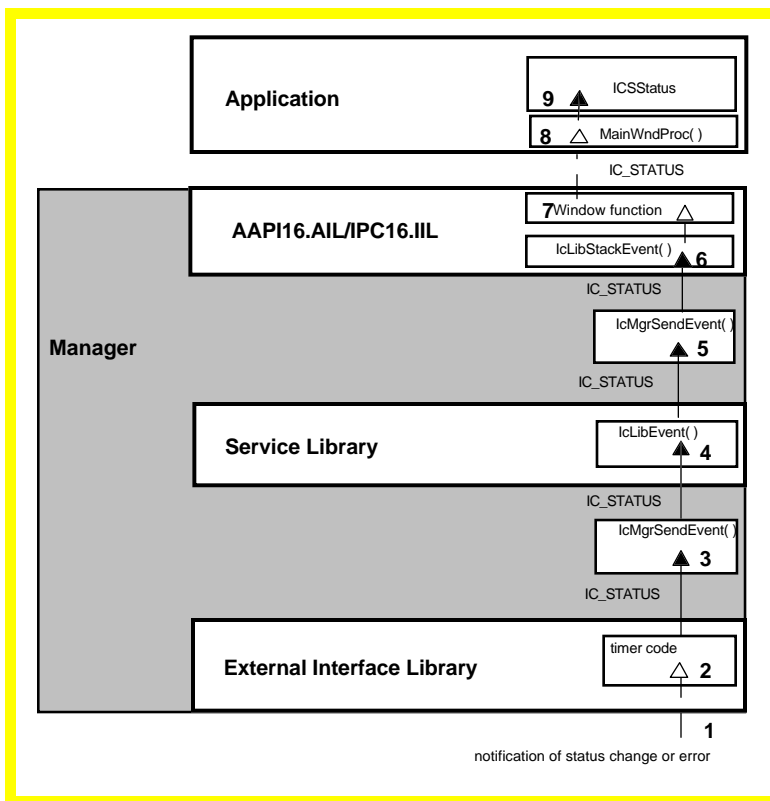 ICSStatus
Application
9
8 MainWndProc( )
IC_STATUS
7Window function
AAPI16.AIL/IPC16.IIL
IcLibStackEvent( )
6
IC_STATUS
IcMgrSendEvent( )
Manager
5
IC_STATUS
IcLibEvent( )
Service Library
4
IC_STATUS
IcMgrSendEvent( )
3
IC_STATUS
timer code
External Interface Library
2
1
notification of status change or error